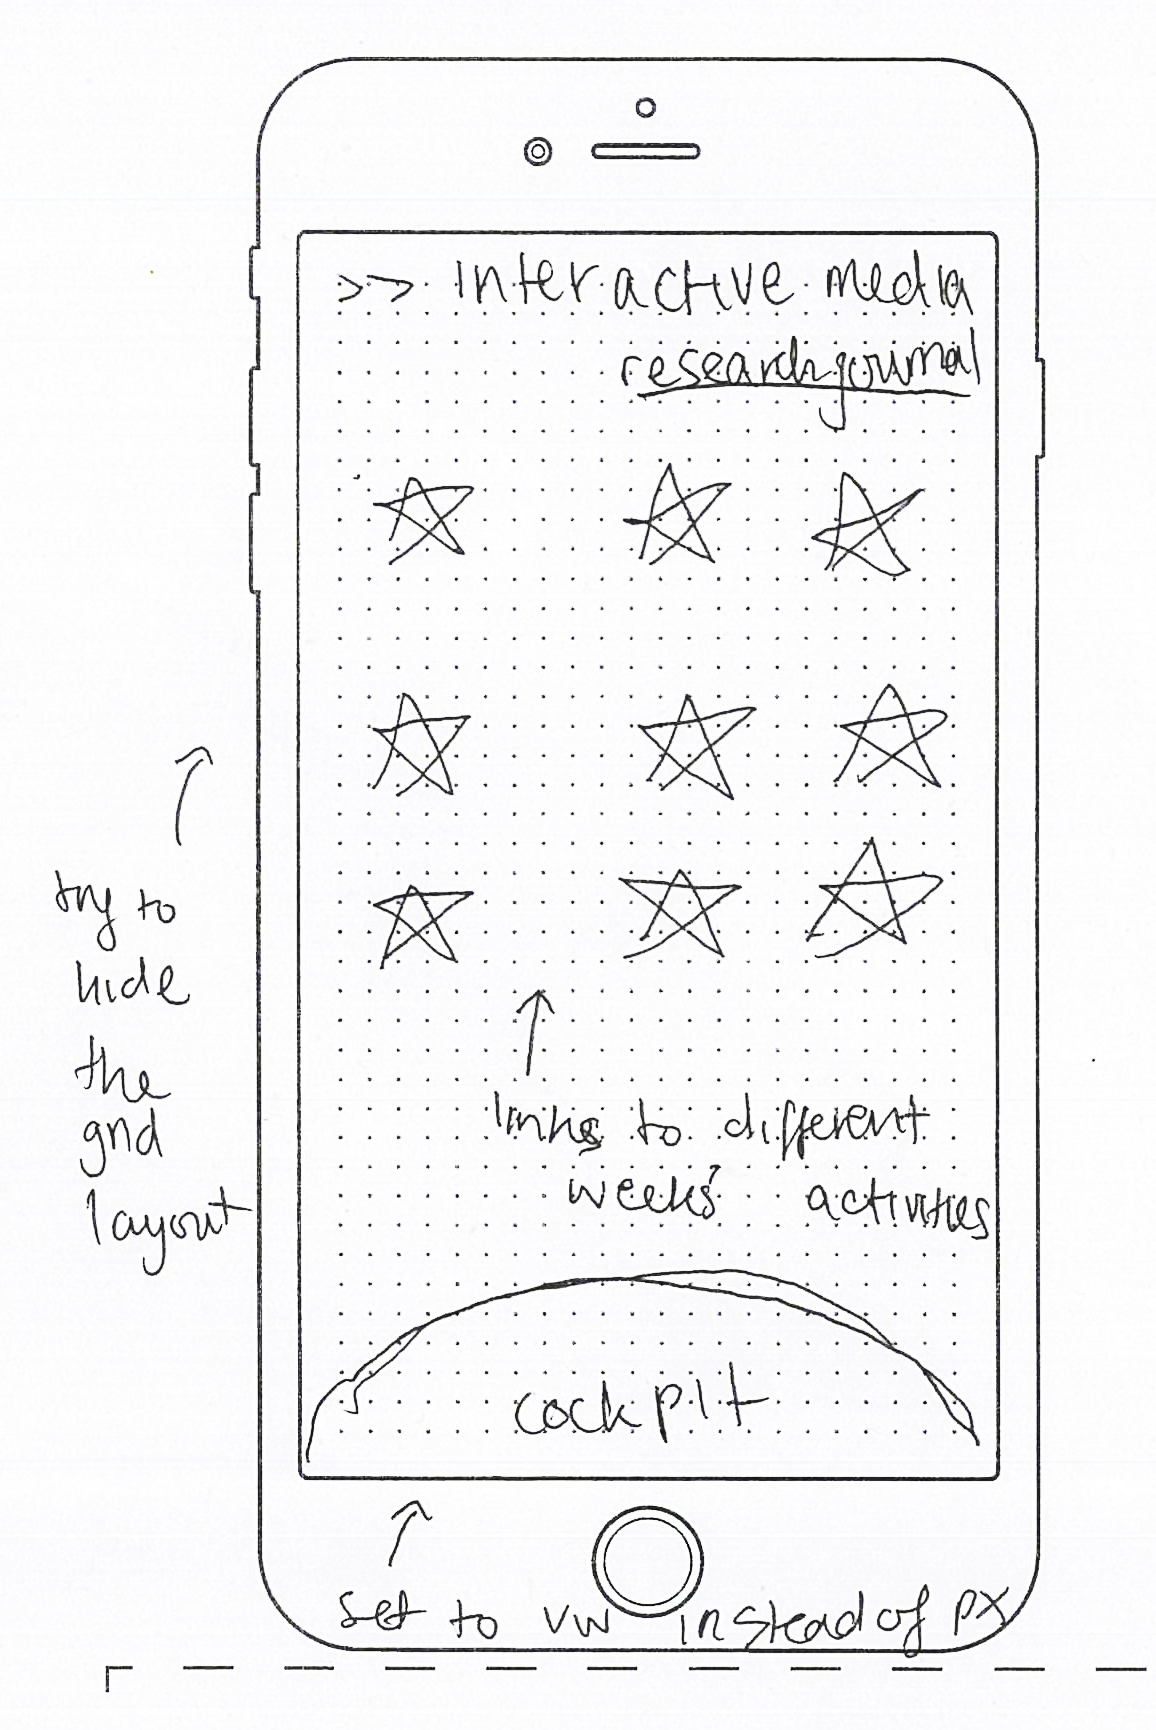 >> interactive media
research journal
try to
hide
the
grid
layout
links to different
weeks' activities
cockpit
set to vw instead of px